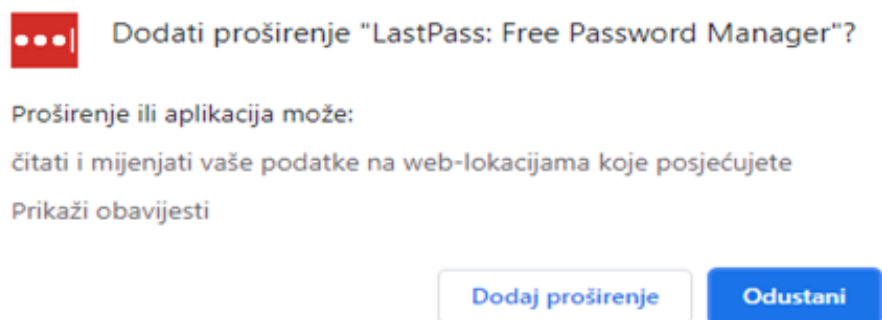 Dodati proširenje "LastPass: Free Password Manager"?
Proširenje ili aplikacija može:
čitati i mijenjati vaše podatke na web-lokacijama koje posjećujete
Prikaži obavijesti
Dodaj proširenje
Odustani